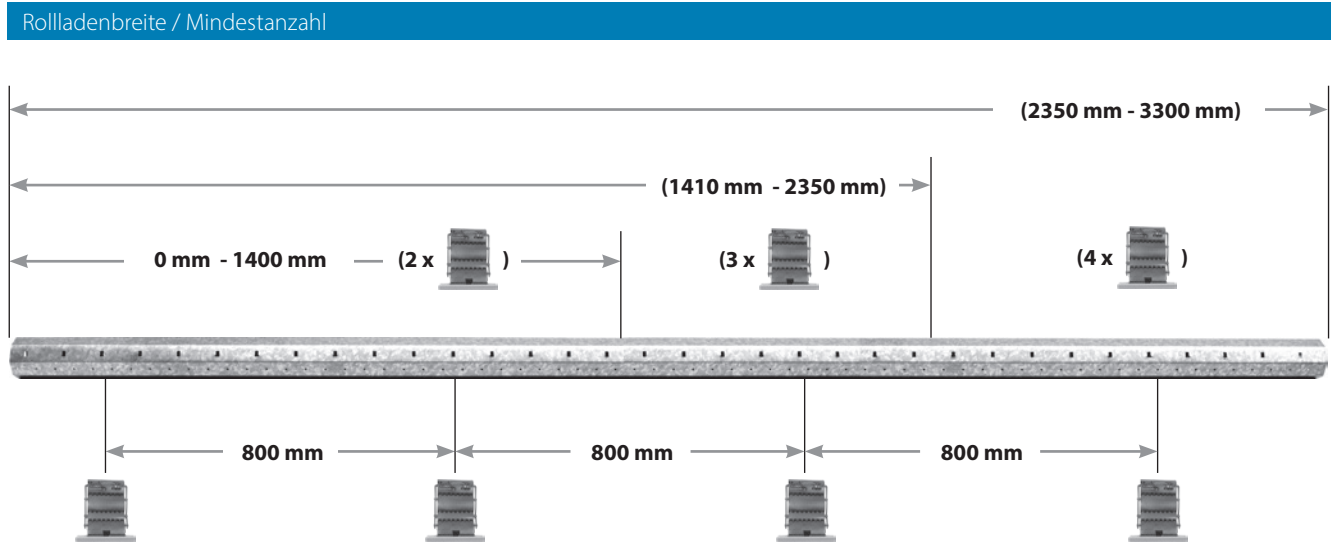 Rollladenbreite / Mindestanzahl
(2350 mm - 3300 mm)
(1410 mm - 2350 mm)
0 mm - 1400 mm (2 x )
(3 x )
(4 x )
800 mm
800 mm
800 mm